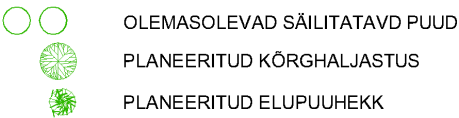 OLEMASOLEVAD SÄILITATAVD PUUD
PLANEERITUD KÕRGHALJASTUS
PLANEERITUD ELUPUUHEKK